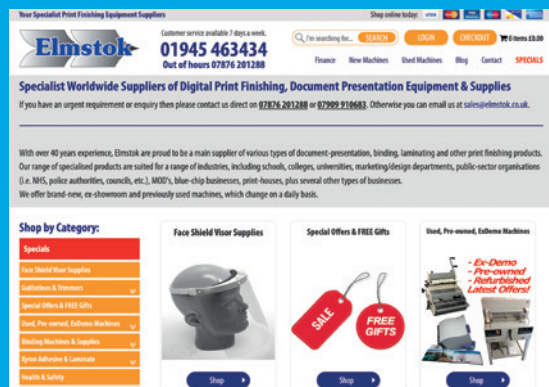 Your Specialist Print Finishing Equipment Suppliers
Shop online today:
Elmstok
Customer service available 7 days a week.
01945 463434
Out of hours 07876 201288
I'm searching for...
SEARCH
LOGIN
CHECKOUT
0 items £0.00
Finance New Machines Used Machines Blog Contact SPECIALS
Specialist Worldwide Suppliers of Digital Print Finishing, Document Presentation Equipment & Supplies
If you have an urgent requirement or enquiry then please contact us direct on 07876 201288 or 07909 910683. Otherwise you can email us at sales@elmstok.co.uk.
With over 40 years experience, Elmstok are proud to be a main supplier of various types of document-presentation, binding, laminating and other print finishing products.
Our range of specialised products are suited for a range of industries, including schools, colleges, universities, marketing/design departments, public-sector organisations
(i.e. NHS, police authorities, councils, etc.), MOD's, blue-chip businesses, print-houses, plus several other types of businesses.
We offer brand-new, ex-showroom and previously used machines, which change on a daily basis.
Shop by Category:
Specials
Face Shield Visor Supplies
Guillotines & Trimmers
Special Offers & FREE Gifts
Used, Pre-owned, ExDemo Machines
Binding Machines & Supplies
Xyron Adhesive & Laminate
Health & Safety
Face Shield Visor Supplies
Shop
Special Offers & FREE Gifts
SALE
FREE
GIFTS
Shop
Used, Pre-owned, ExDemo Machines
- Ex-Demo
- Pre-owned
- Refurbished
Latest Offers!
Shop